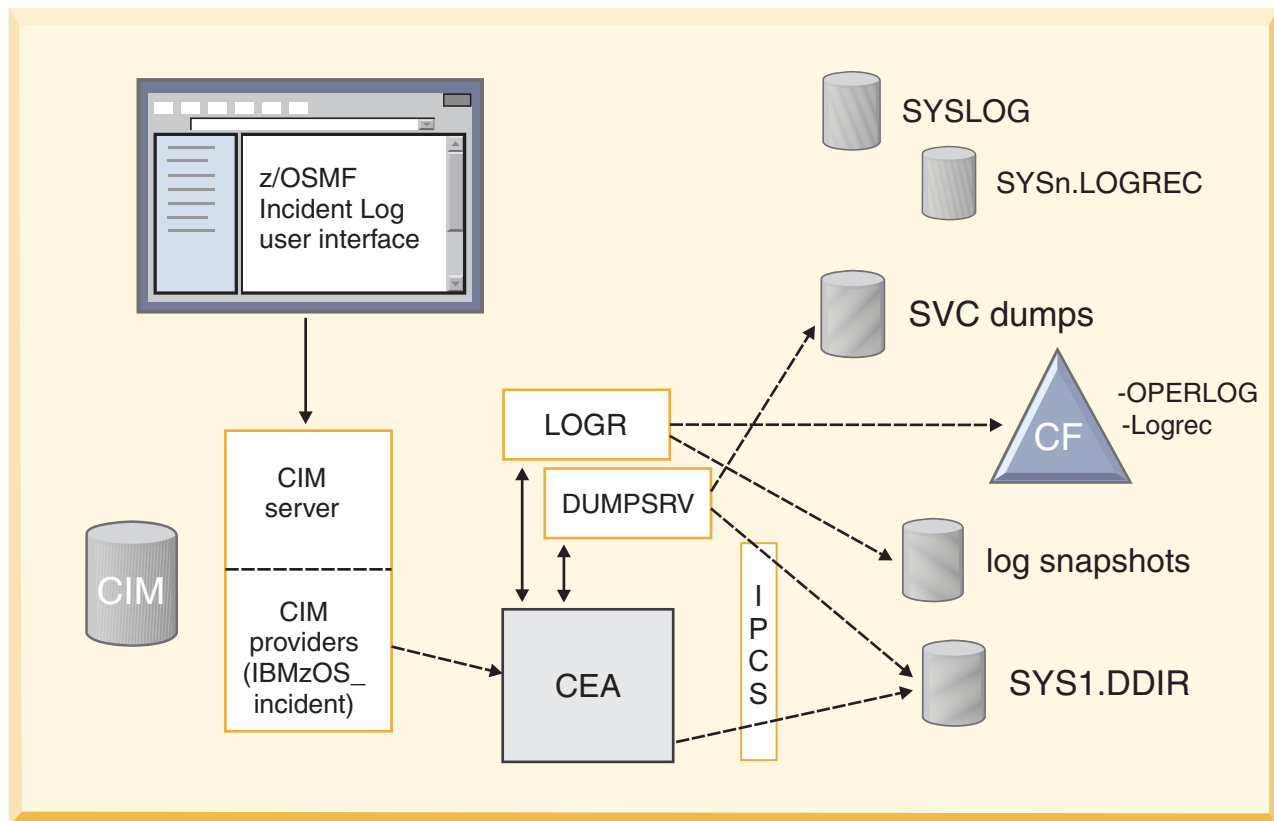 z/OSMF
Incident Log
user interface
SYSLOG
SYSn.LOGREC
SVC dumps
-OPERLOG
-Logrec
CF
LOGR
DUMPSRV
CIM
server
log snapshots
CIM
CIM
providers
(IBMzOS_
incident)
I
P
C
S
CEA
SYS1.DDIR